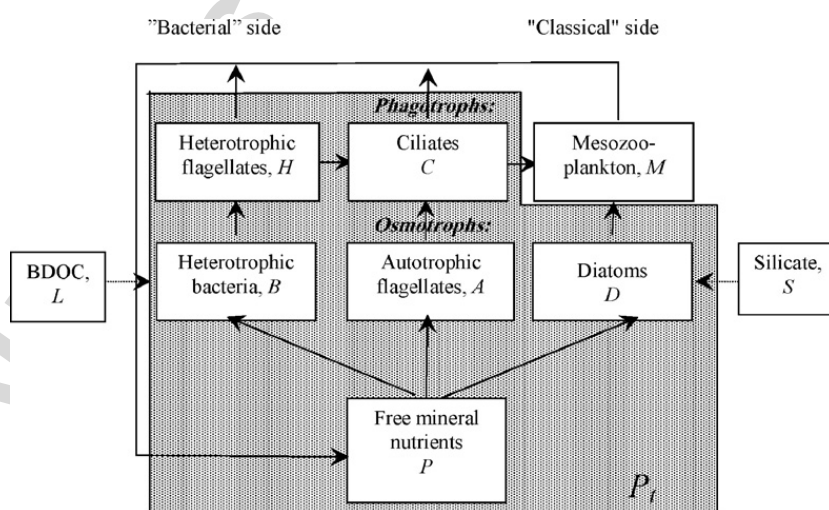 ”Bacterial” side
"Classical" side
Phagotrophs:
Heterotrophic
flagellates, H
Ciliates
C
Mesozoo-
plankton, M
Osmotrophs:
BDOC,
L
Heterotrophic
bacteria, B
Autotrophic
flagellates, A
Diatoms
D
Silicate,
S
Free mineral
nutrients
P
Pt